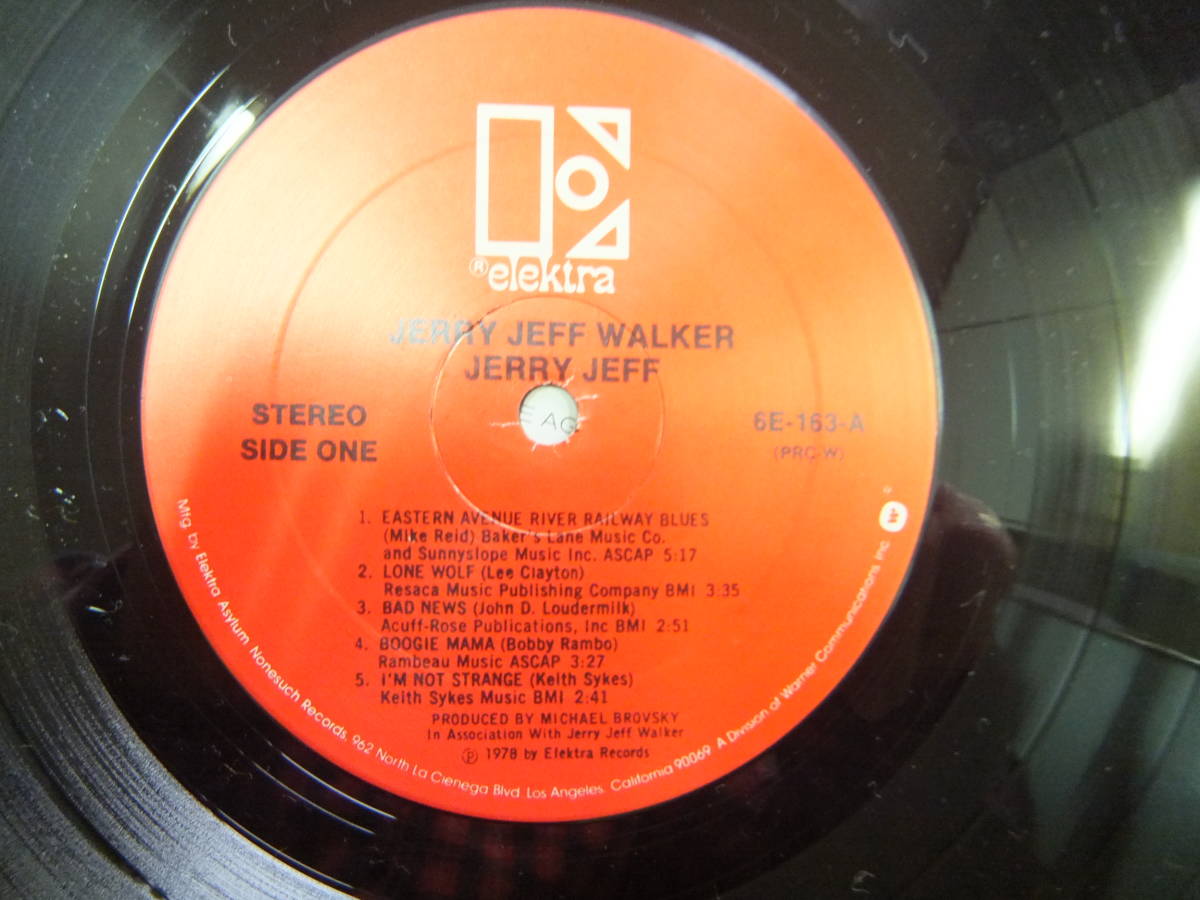 ® elektra
JERRY JEFF WALKER
JERRY JEFF
STEREO
SIDE ONE
E AG
6E-163-A
(PRC-W)
1. EASTERN AVENUE RIVER RAILWAY BLUES
(Mike Reid) Baker's Lane Music Co.
and Sunnyslope Music Inc. ASCAP 5:17
2. LONE WOLF (Lee Clayton)
Resaca Music Publishing Company BMI 3:35
3. BAD NEWS (John D. Loudermilk)
Acuff-Rose Publications, Inc BMI 2:51
4. BOOGIE MAMA (Bobby Rambo)
Rambeau Music ASCAP 3:27
5. I'M NOT STRANGE (Keith Sykes)
Keith Sykes Music BMI 2:41
PRODUCED BY MICHAEL BROVSKY
In Association With Jerry Jeff Walker
℗ 1978 by Elektra Records
Mfg. by Elektra Asylum Nonesuch Records, 962 North La Cienega Blvd. Los Angeles, California 90069 A Division of Warner Communications Inc.